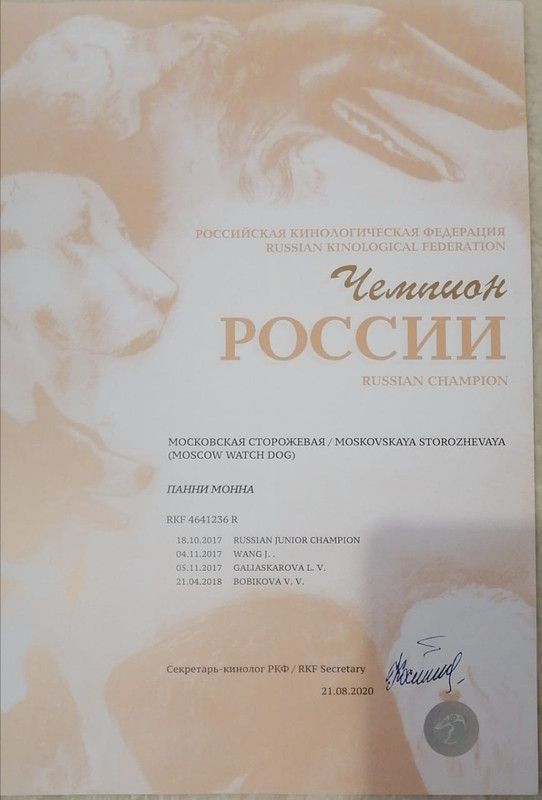 РОССИЙСКАЯ КИНОЛОГИЧЕСКАЯ ФЕДЕРАЦИЯ
RUSSIAN KINOLOGICAL FEDERATION
Чемпион
РОССИИ
RUSSIAN CHAMPION
МОСКОВСКАЯ СТОРОЖЕВАЯ / MOSKOVSKAYA STOROZHEVAYA
(MOSCOW WATCH DOG)
ПАННИ МОННА
RKF 4641236 R
18.10.2017 RUSSIAN JUNIOR CHAMPION
04.11.2017 WANG J. .
05.11.2017 GALIASKAROVA L. V.
21.04.2018 BOBIKOVA V. V.
Секретарь-кинолог РКФ / RKF Secretary
21.08.2020